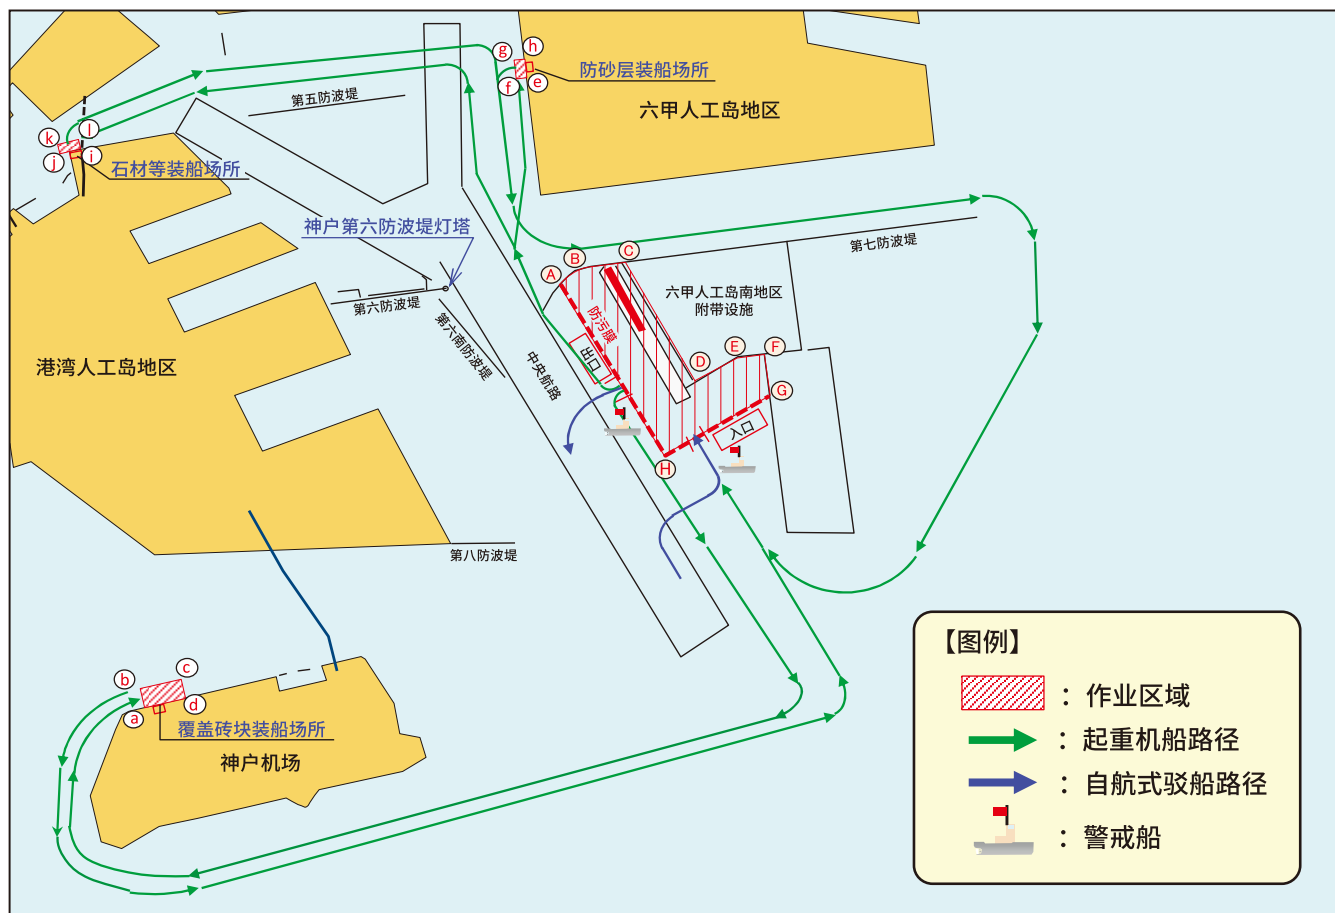 g
h
防砂层装船场所
f
e
第五防波堤
六甲人工岛地区
k
l
j
i
石材等装船场所
神户第六防波堤灯塔
第七防波堤
A
B
C
六甲人工岛南地区
附带设施
第六防波堤
第六南防波堤
防污膜
出口
中央航路
D
E
F
G
入口
H
港湾人工岛地区
第八防波堤
b
c
a
d
覆盖砖块装船场所
神户机场
【图例】
：作业区域
：起重机船路径
：自航式驳船路径
：警戒船